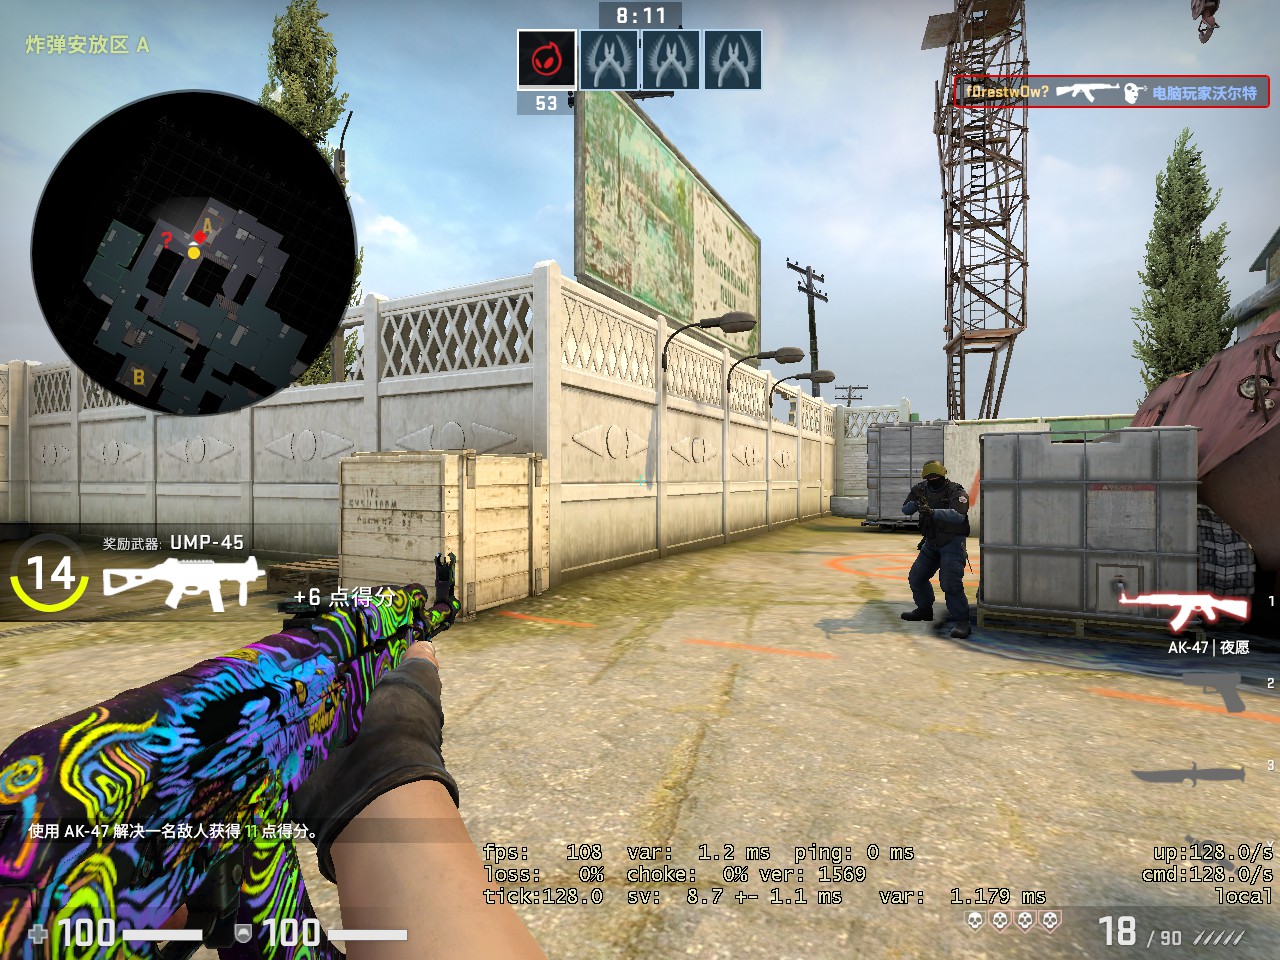 8:11
炸弹安放区 A
53
f0restw0w? 电脑玩家沃尔特
A
?
B
奖励武器: UMP-45
14
+6 点得分
1
AK-47 | 夜愿
2
3
使用 AK-47 解决一名敌人获得 11 点得分。
fps: 108 var: 1.2 ms ping: 0 ms
loss: 0% choke: 0% ver: 1569
tick:128.0 sv: 8.7 +- 1.1 ms var: 1.179 ms
up:128.0/s
cmd:128.0/s
local
100 100
18 / 90